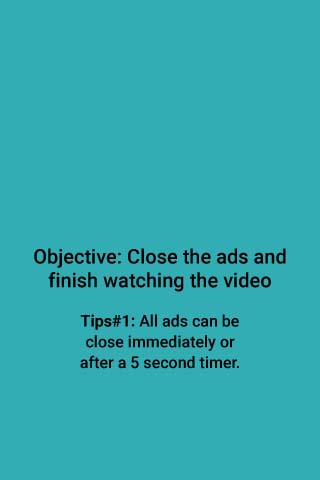 Objective: Close the ads and
finish watching the video
Tips#1: All ads can be
close immediately or
after a 5 second timer.